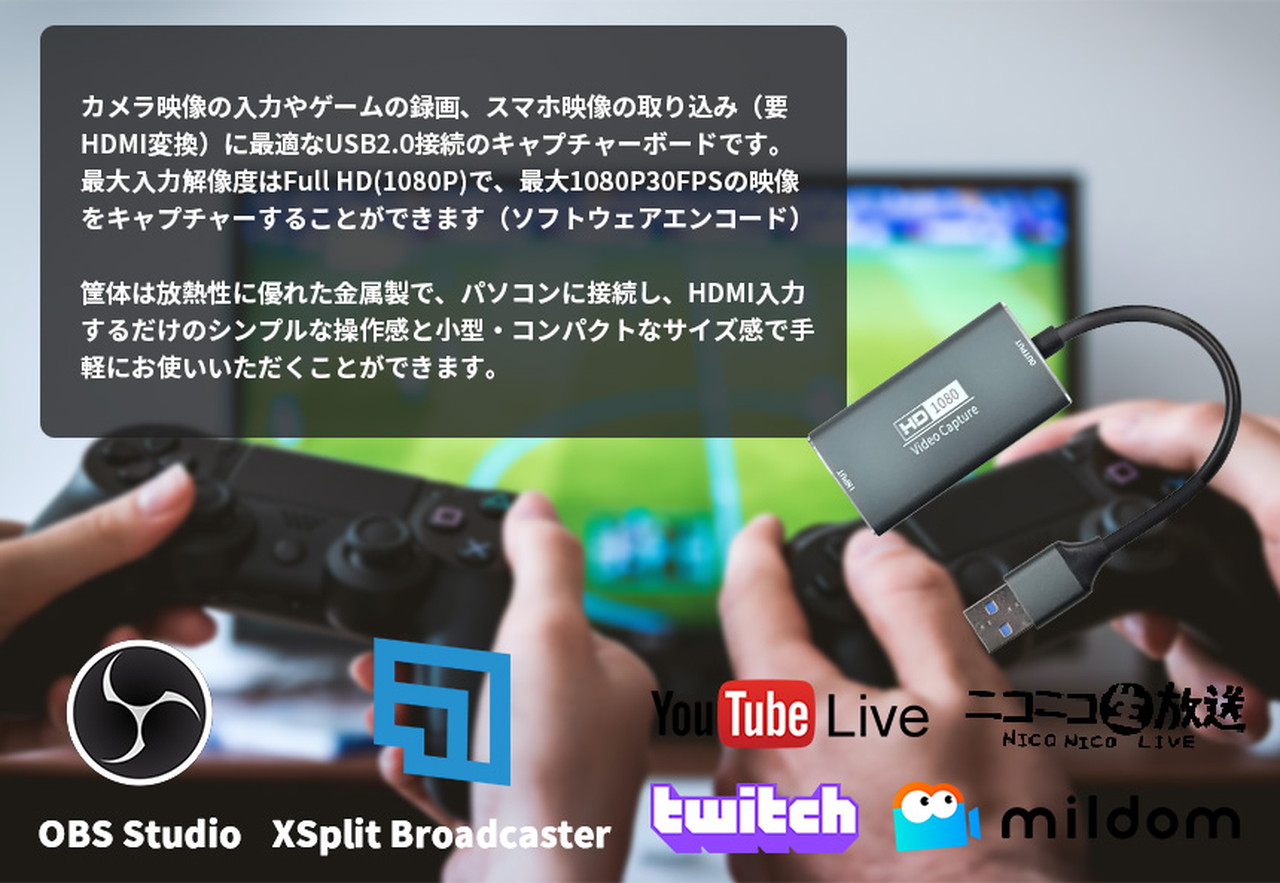 カメラ映像の入力やゲームの録画、スマホ映像の取り込み（要
HDMI変換）に最適なUSB2.0接続のキャプチャーボードです。
最大入力解像度はFull HD(1080P)で、最大1080P30FPSの映像
をキャプチャーすることができます（ソフトウェアエンコード）
筐体は放熱性に優れた金属製で、パソコンに接続し、HDMI入力
するだけのシンプルな操作感と小型・コンパクトなサイズ感で手
軽にお使いいただくことができます。
OUTPUT
HD 1080
Video Capture
INPUT
YouTube Live
ニコニコ生放送
NICO NICO LIVE
twitch
mildom
OBS Studio
XSplit Broadcaster